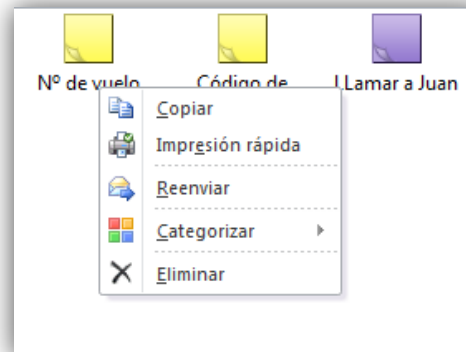 Nº de vuelo Código de LLamar a Juan
Copiar
Impresión rápida
Reenviar
Categorizar
Eliminar